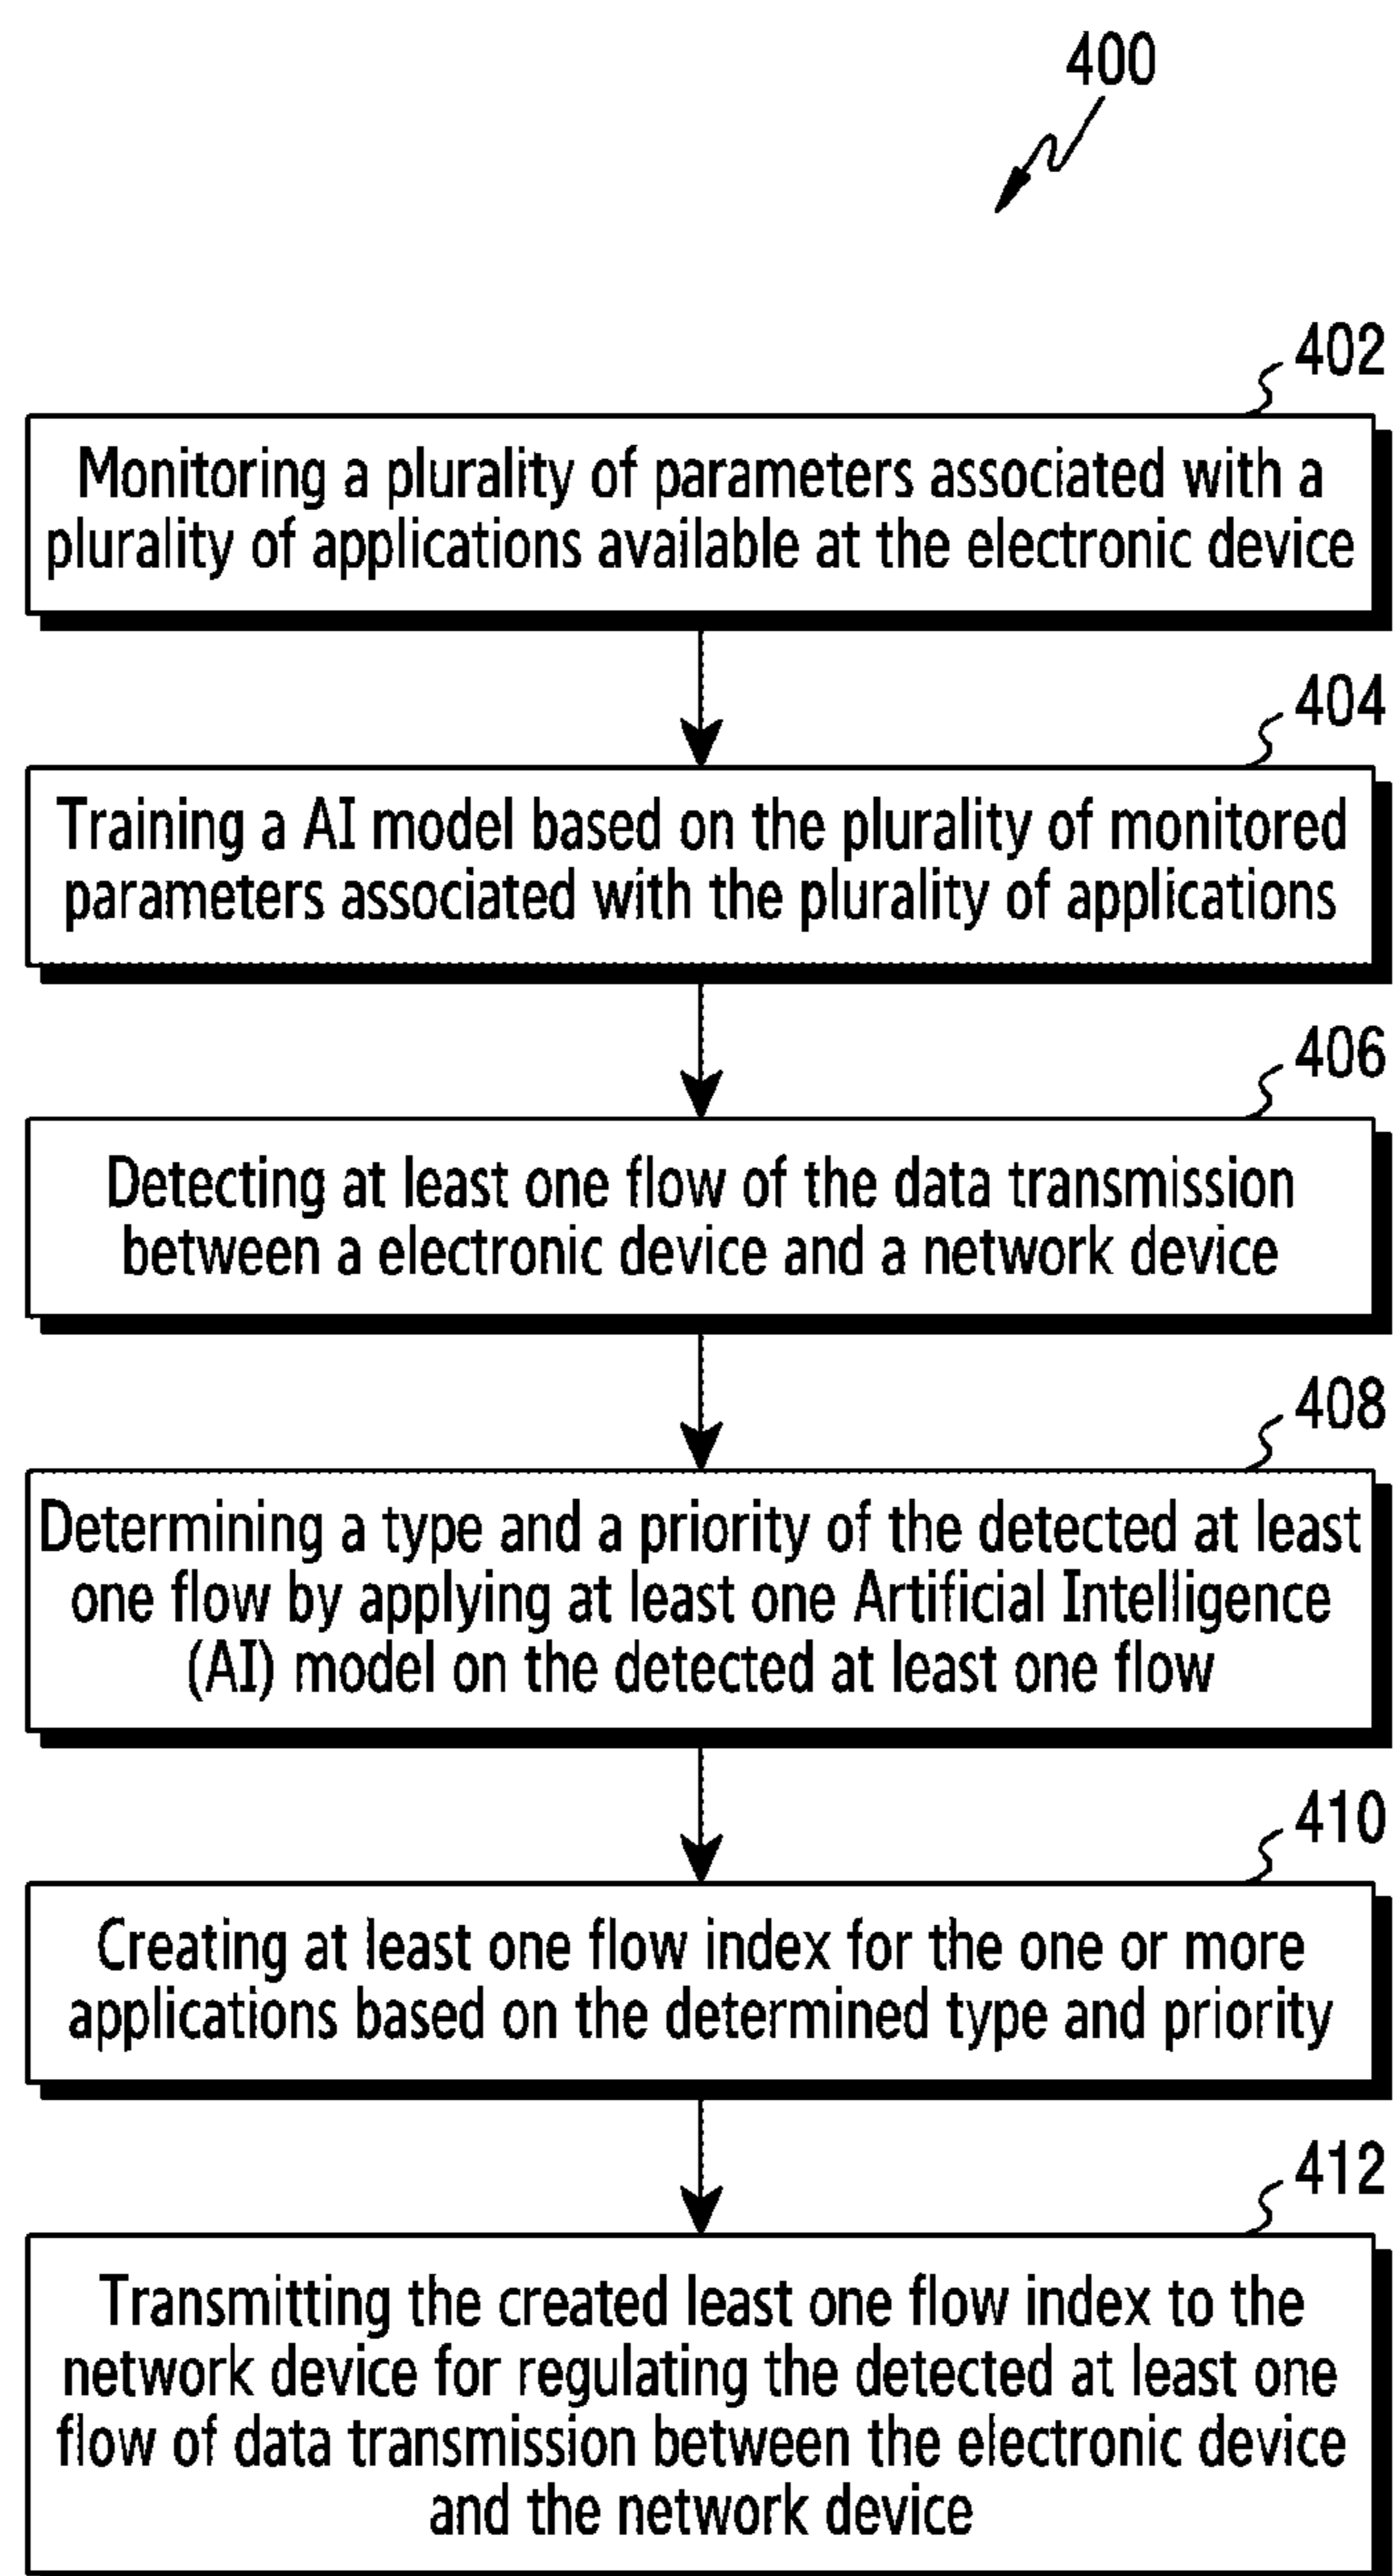 400
402
Monitoring a plurality of parameters associated with a
plurality of applications available at the electronic device
404
Training a AI model based on the plurality of monitored
parameters associated with the plurality of applications
406
Detecting at least one flow of the data transmission
between a electronic device and a network device
408
Determining a type and a priority of the detected at least
one flow by applying at least one Artificial Intelligence
(AI) model on the detected at least one flow
410
Creating at least one flow index for the one or more
applications based on the determined type and priority
412
Transmitting the created least one flow index to the
network device for regulating the detected at least one
flow of data transmission between the electronic device
and the network device